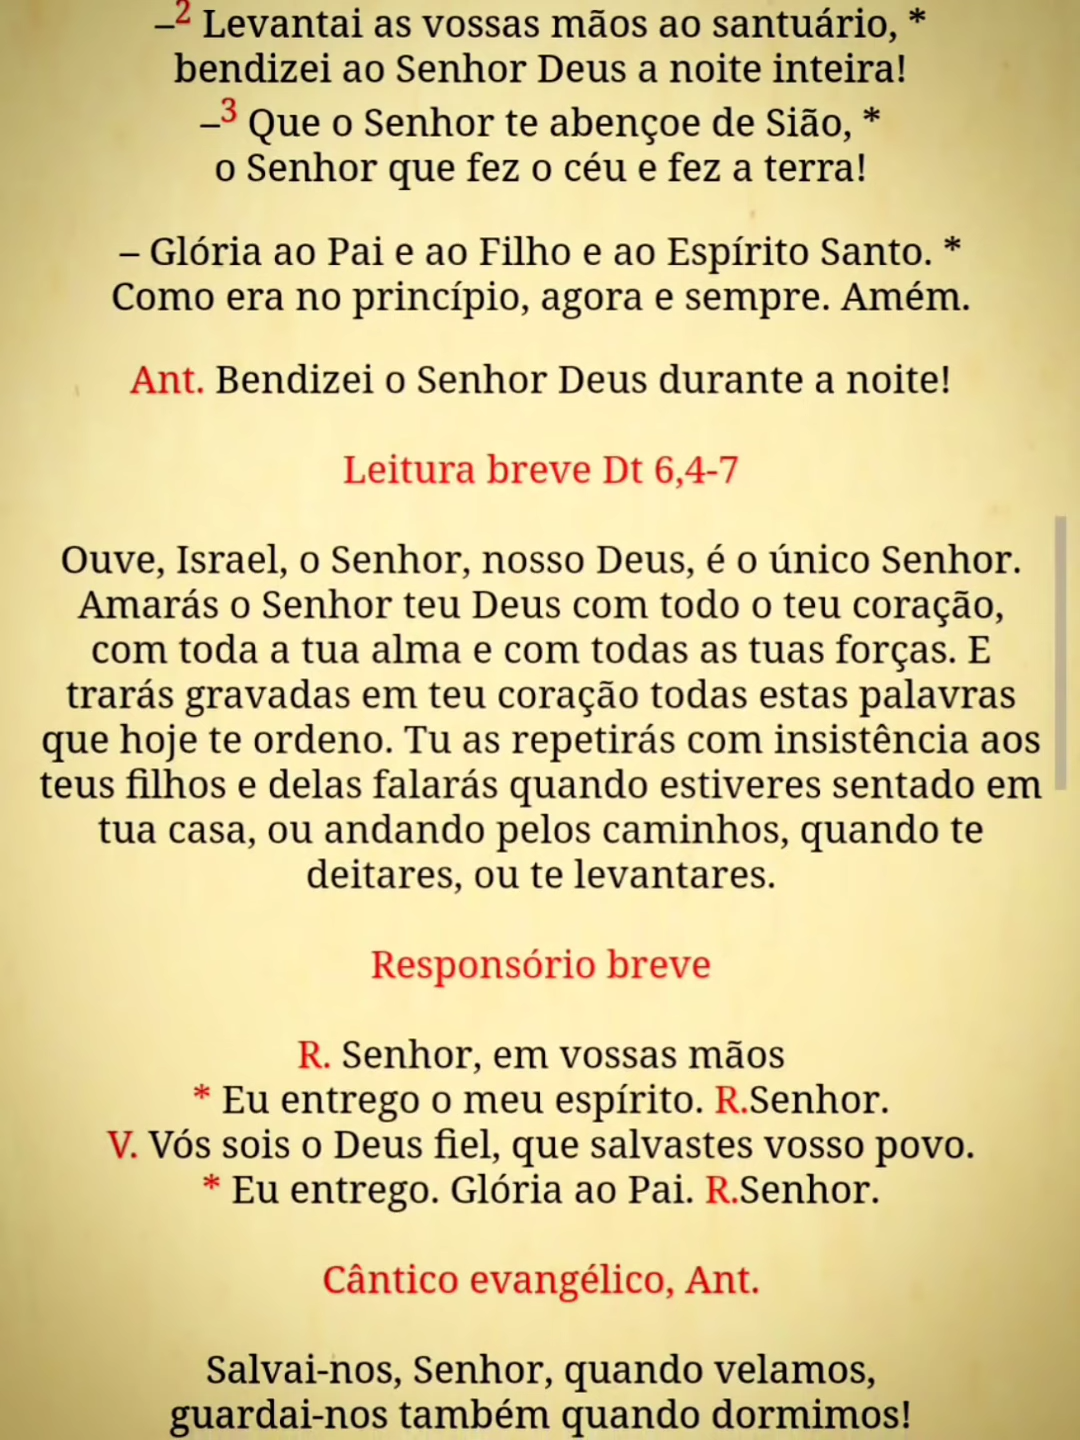 –2 Levantai as vossas mãos ao santuário, *
bendizei ao Senhor Deus a noite inteira!
–3 Que o Senhor te abençoe de Sião, *
o Senhor que fez o céu e fez a terra!
– Glória ao Pai e ao Filho e ao Espírito Santo. *
Como era no princípio, agora e sempre. Amém.
Ant. Bendizei o Senhor Deus durante a noite!
Leitura breve Dt 6,4-7
Ouve, Israel, o Senhor, nosso Deus, é o único Senhor.
Amarás o Senhor teu Deus com todo o teu coração,
com toda a tua alma e com todas as tuas forças. E
trarás gravadas em teu coração todas estas palavras
que hoje te ordeno. Tu as repetirás com insistência aos
teus filhos e delas falarás quando estiveres sentado em
tua casa, ou andando pelos caminhos, quando te
deitares, ou te levantares.
Responsório breve
R. Senhor, em vossas mãos
* Eu entrego o meu espírito. R.Senhor.
V. Vós sois o Deus fiel, que salvastes vosso povo.
* Eu entrego. Glória ao Pai. R.Senhor.
Cântico evangélico, Ant.
Salvai-nos, Senhor, quando velamos,
guardai-nos também quando dormimos!